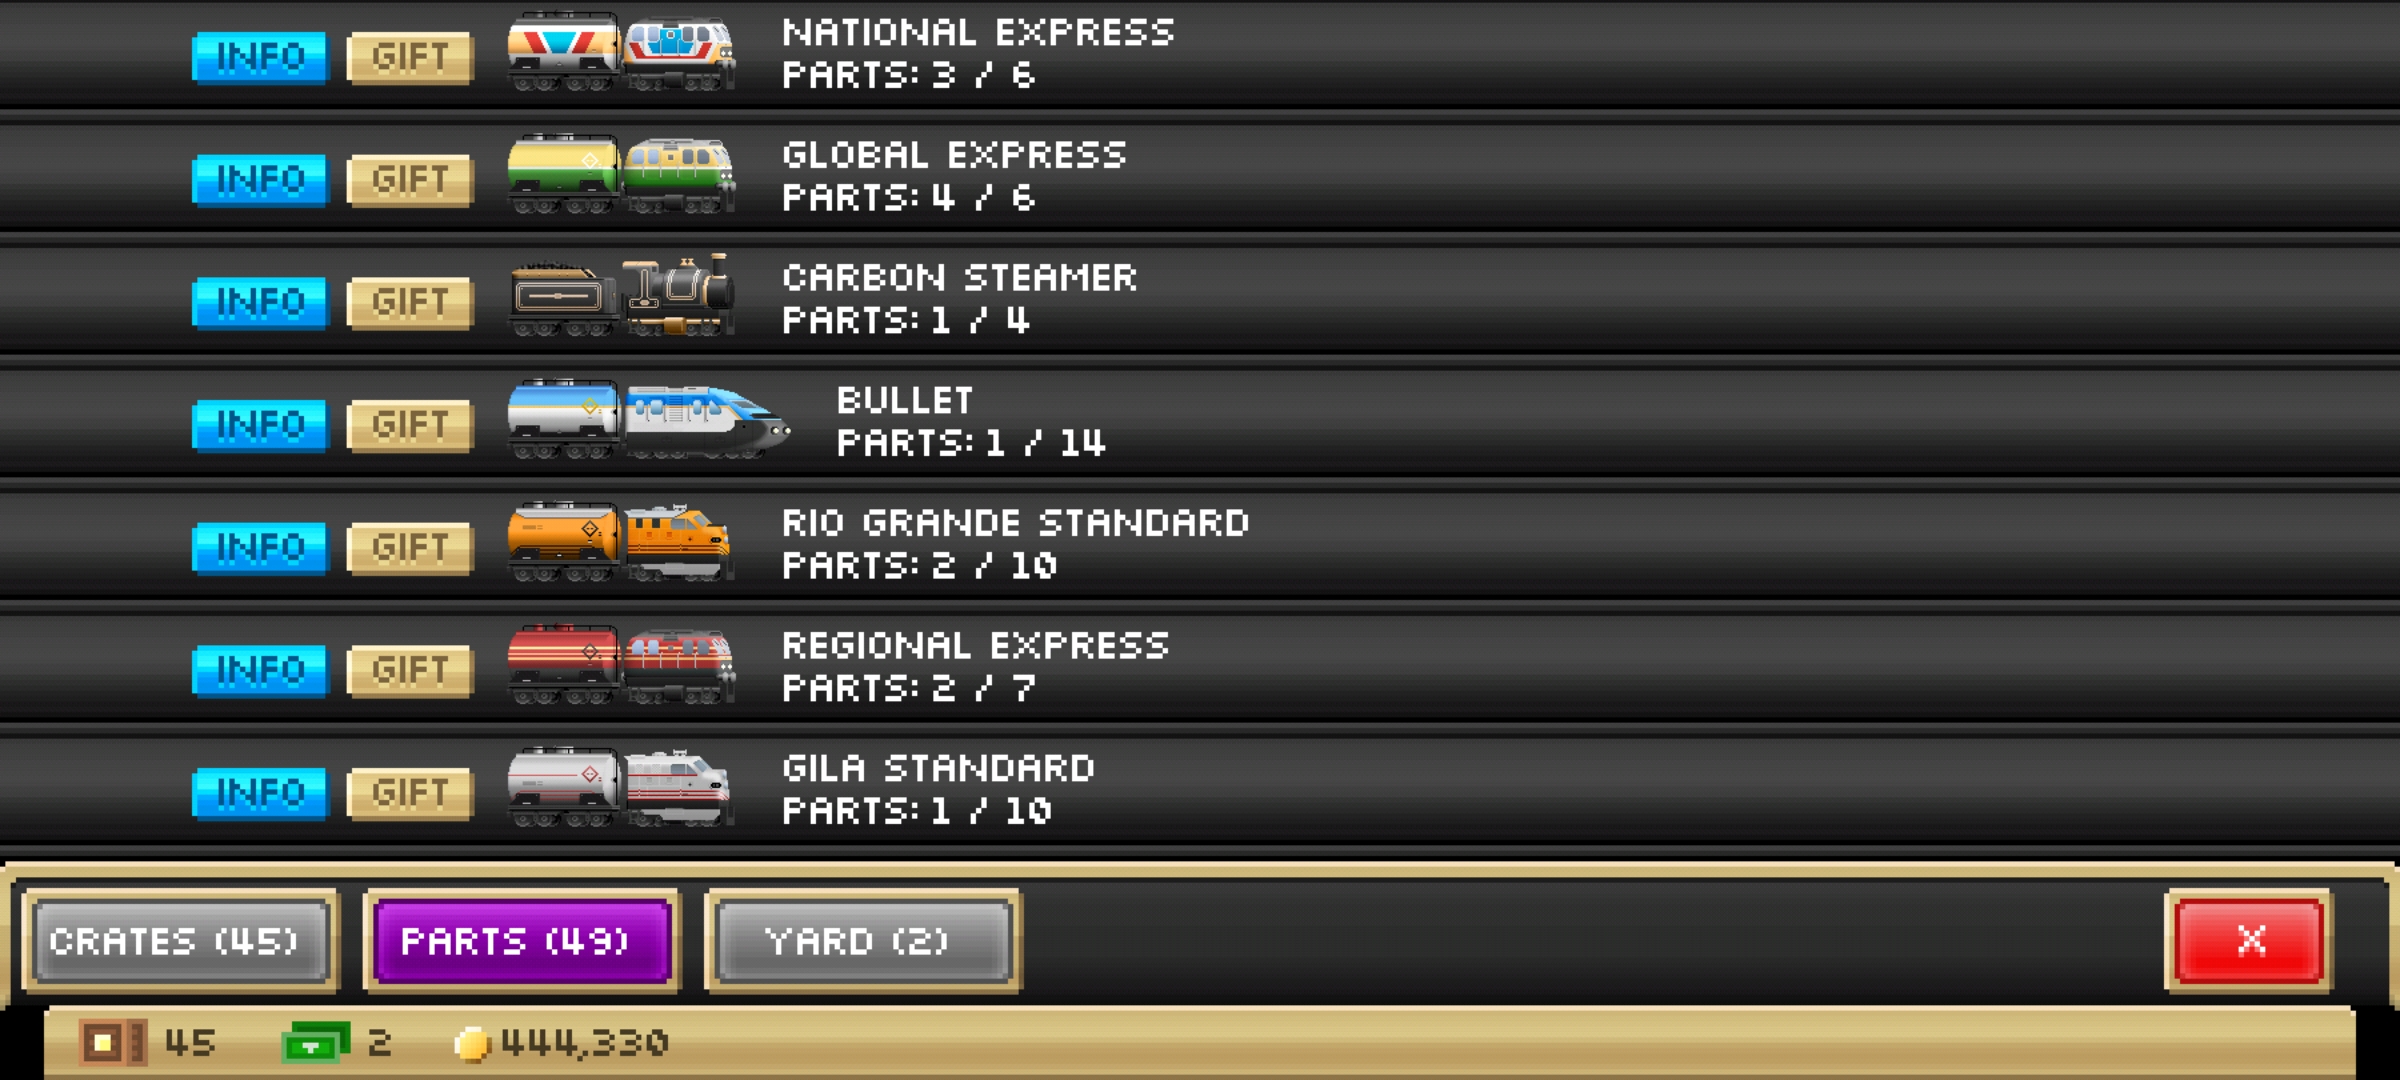 INFO GIFT NATIONAL EXPRESS
PARTS: 3 / 6
INFO GIFT GLOBAL EXPRESS
PARTS: 4 / 6
INFO GIFT CARBON STEAMER
PARTS: 1 / 4
INFO GIFT BULLET
PARTS: 1 / 14
INFO GIFT RIO GRANDE STANDARD
PARTS: 2 / 10
INFO GIFT REGIONAL EXPRESS
PARTS: 2 / 7
INFO GIFT GILA STANDARD
PARTS: 1 / 10
CRATES (45) PARTS (49) YARD (2) X
45 2 444,330